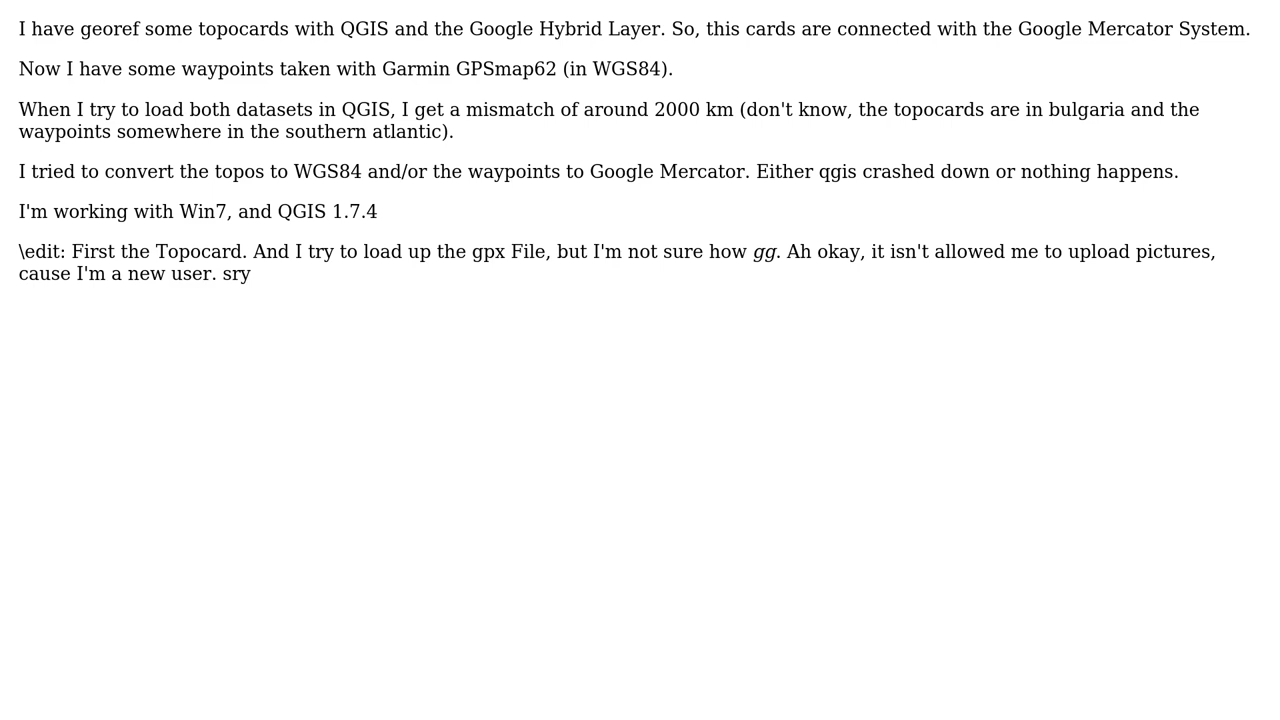 I have georef some topocards with QGIS and the Google Hybrid Layer. So, this cards are connected with the Google Mercator System.
Now I have some waypoints taken with Garmin GPSmap62 (in WGS84).
When I try to load both datasets in QGIS, I get a mismatch of around 2000 km (don't know, the topocards are in bulgaria and the
waypoints somewhere in the southern atlantic).
I tried to convert the topos to WGS84 and/or the waypoints to Google Mercator. Either qgis crashed down or nothing happens.
I'm working with Win7, and QGIS 1.7.4
\edit: First the Topocard. And I try to load up the gpx File, but I'm not sure how gg. Ah okay, it isn't allowed me to upload pictures,
cause I'm a new user. sry